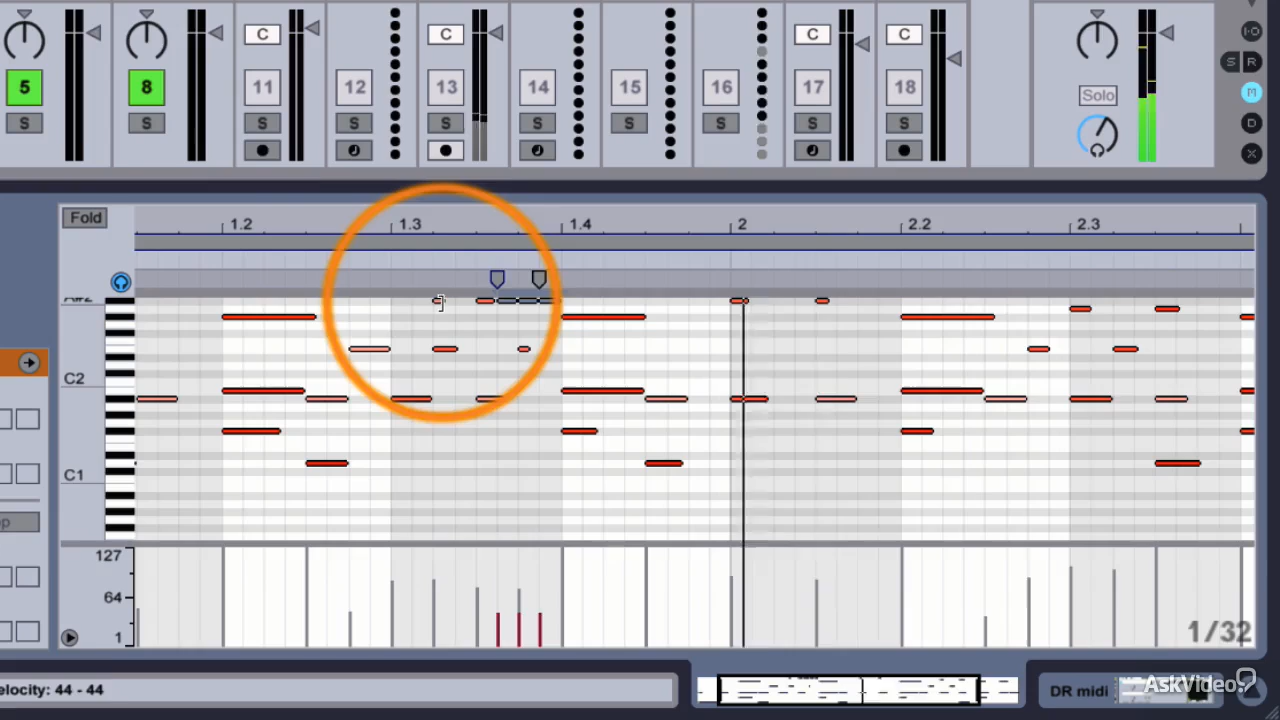 C C C C
5 8 11 12 13 14 15 16 17 18 Solo
S S S S S S S S S S
S R
M
D
X
Fold 1.2 1.3 1.4 2 2.2 2.3
A#2
C2
C1
127
64
1
1/32
elocity: 44 - 44
DR midi
AskVideo